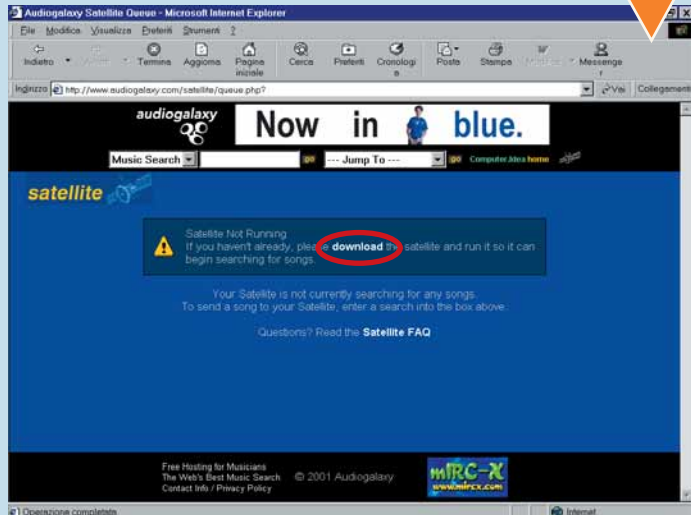 Audiogalaxy Satellite Queue - Microsoft Internet Explorer
File Modifica Visualizza Preferiti Strumenti ?
Indietro Termina Aggiorna Pagina iniziale Cerca Preferiti Cronologia Posta Stampa Messenger
Indirizzo http://www.audiogalaxy.com/satellite/queue.php? Vai Collegamenti
audiogalaxy
Now in blue.
Music Search go --- Jump To --- go Computer.Idea home
satellite
Satellite Not Running
If you haven't already, please download the satellite and run it so it can
begin searching for songs.
Your Satellite is not currently searching for any songs.
To send a song to your Satellite, enter a search into the box above.
Questions? Read the Satellite FAQ
Free Hosting for Musicians
The Web's Best Music Search
Contact Info / Privacy Policy
© 2001 Audiogalaxy
mIRC-X
www.mircx.com
Operazione completata Internet